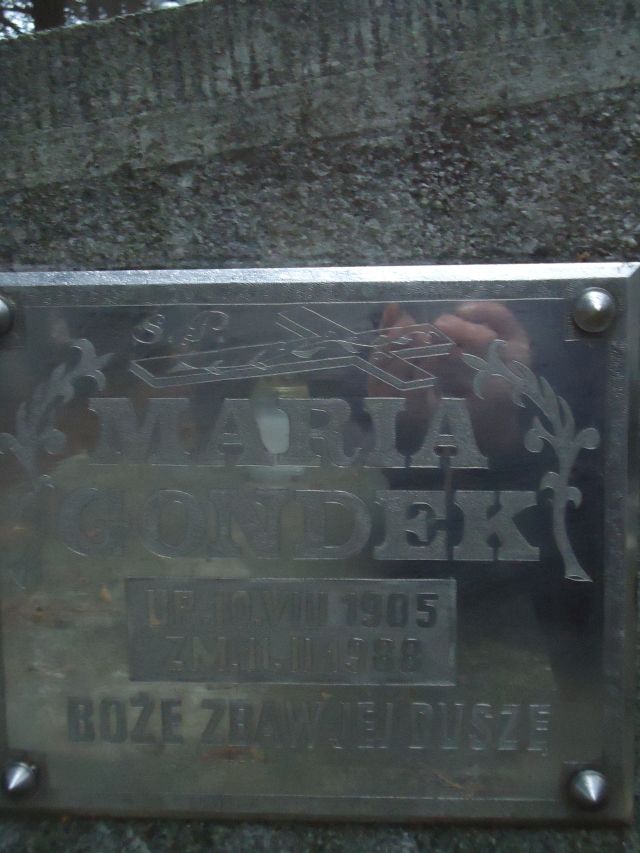 Ś.P.
MARIA
GONDEK
UR.10.VIII 1905
ZM.11.II 1988
BOŻE ZBAW JEJ DUSZĘ